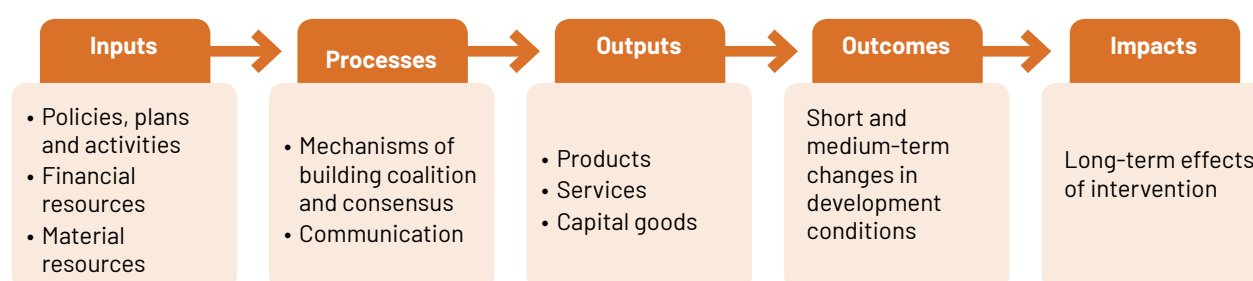 Inputs
• Policies, plans
and activities
• Financial
resources
• Material
resources
Processes
• Mechanisms of
building coalition
and consensus
• Communication
Outputs
• Products
• Services
• Capital goods
Outcomes
Short and
medium-term
changes in
development
conditions
Impacts
Long-term effects
of intervention